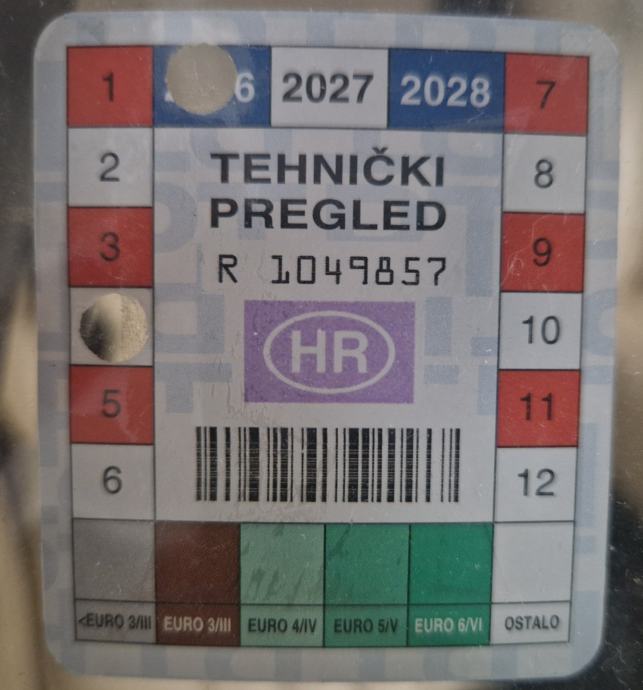 1 6 2027 2028 7
2 TEHNIČKI 8
3 PREGLED 9
R 1049857
HR 10
5 11
6 12
<EURO 3/III EURO 3/III EURO 4/IV EURO 5/V EURO 6/VI OSTALO